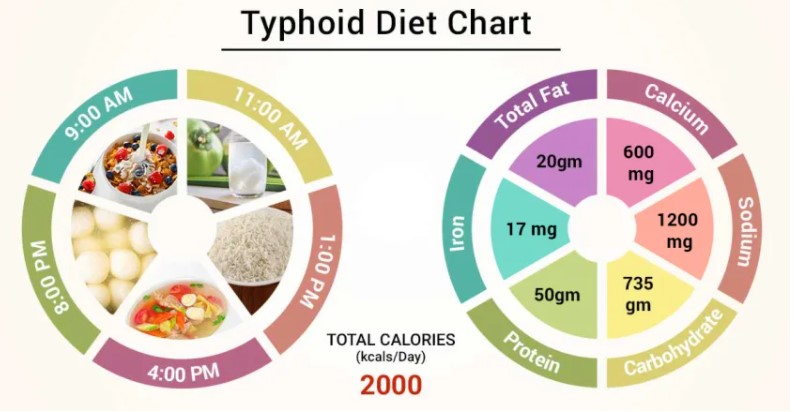 Typhoid Diet Chart
9:00 AM
11:00 AM
1:00 PM
4:00 PM
8:00 PM
TOTAL CALORIES
(kcals/Day)
2000
Total Fat
20gm
Calcium
600
mg
Sodium
1200
mg
Carbohydrate
735
gm
Protein
50gm
Iron
17 mg